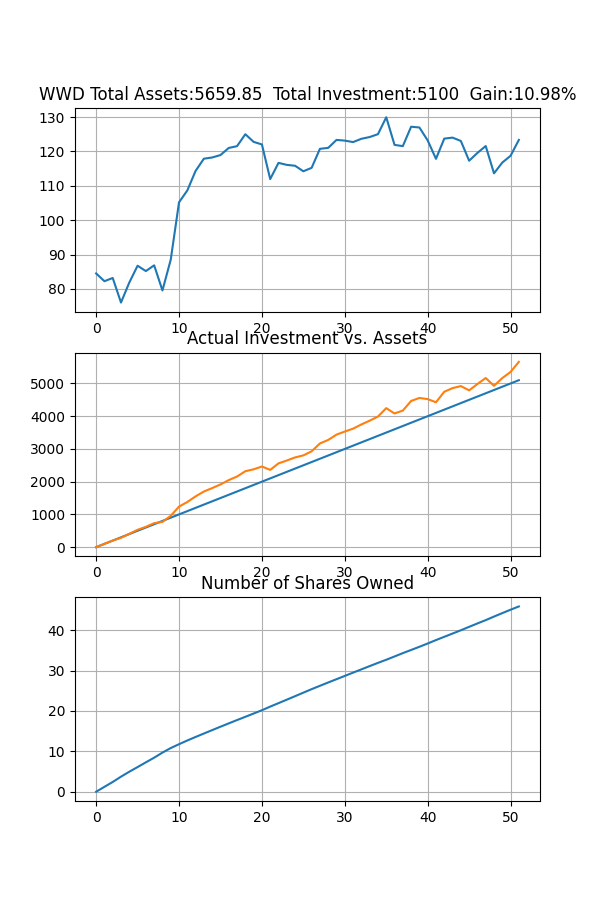 WWD Total Assets:5659.85  Total Investment:5100  Gain:10.98%
130
120
110
100
90
80
0 10 20 30 40 50
Actual Investment vs. Assets
5000
4000
3000
2000
1000
0
0 10 20 30 40 50
Number of Shares Owned
40
30
20
10
0
0 10 20 30 40 50